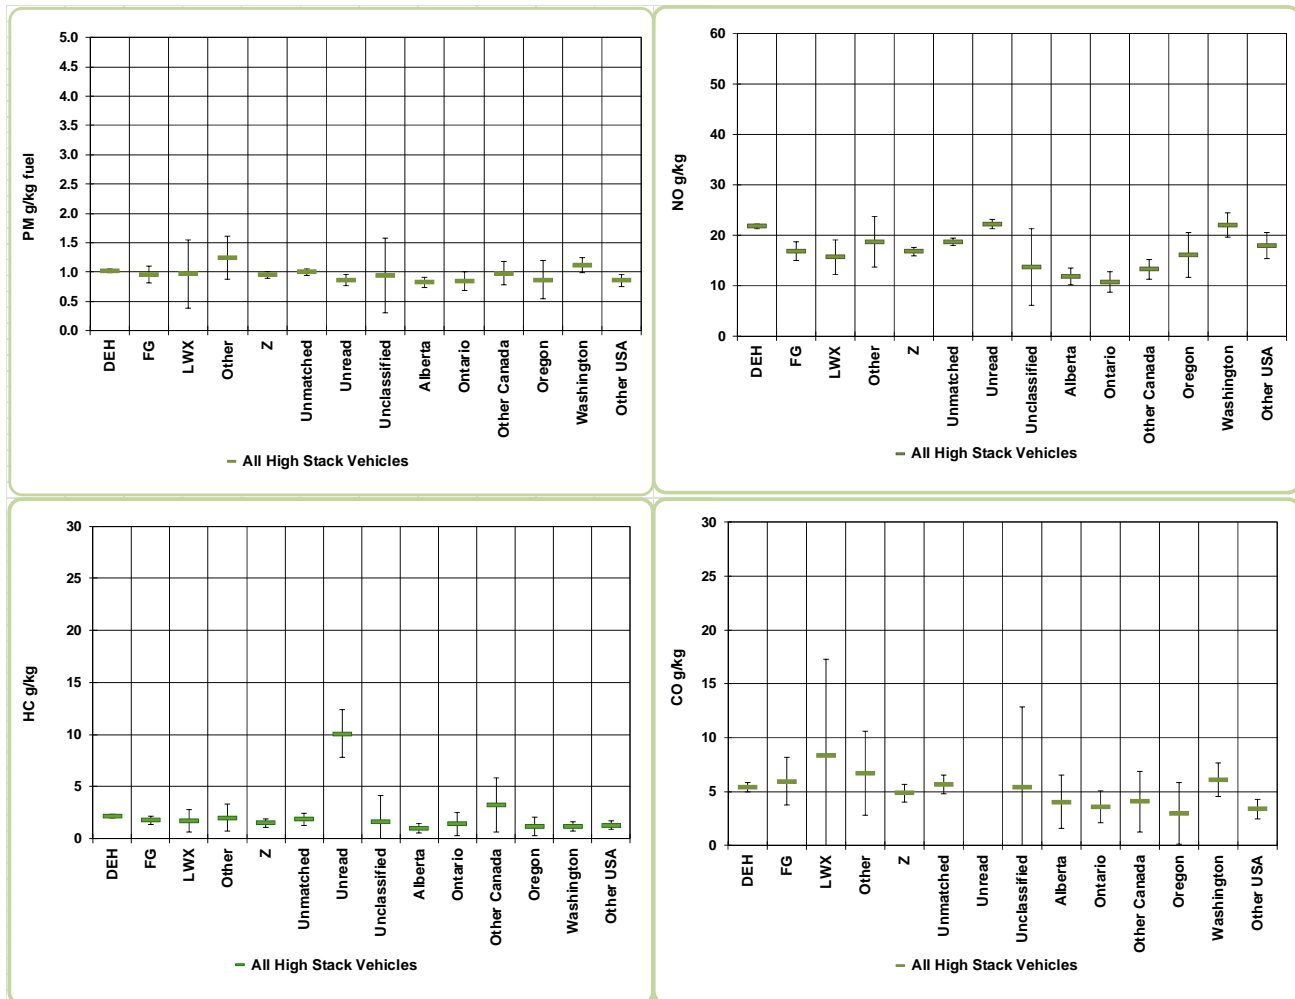 PM g/kg fuel
5.0
4.5
4.0
3.5
3.0
2.5
2.0
1.5
1.0
0.5
0.0
DEH
FG
LWX
Other
Z
Unmatched
Unread
Unclassified
Alberta
Ontario
Other Canada
Oregon
Washington
Other USA
All High Stack Vehicles
NO g/kg
60
50
40
30
20
10
0
DEH
FG
LWX
Other
Z
Unmatched
Unread
Unclassified
Alberta
Ontario
Other Canada
Oregon
Washington
Other USA
All High Stack Vehicles
HC g/kg
30
25
20
15
10
5
0
DEH
FG
LWX
Other
Z
Unmatched
Unread
Unclassified
Alberta
Ontario
Other Canada
Oregon
Washington
Other USA
All High Stack Vehicles
CO g/kg
30
25
20
15
10
5
0
DEH
FG
LWX
Other
Z
Unmatched
Unread
Unclassified
Alberta
Ontario
Other Canada
Oregon
Washington
Other USA
All High Stack Vehicles